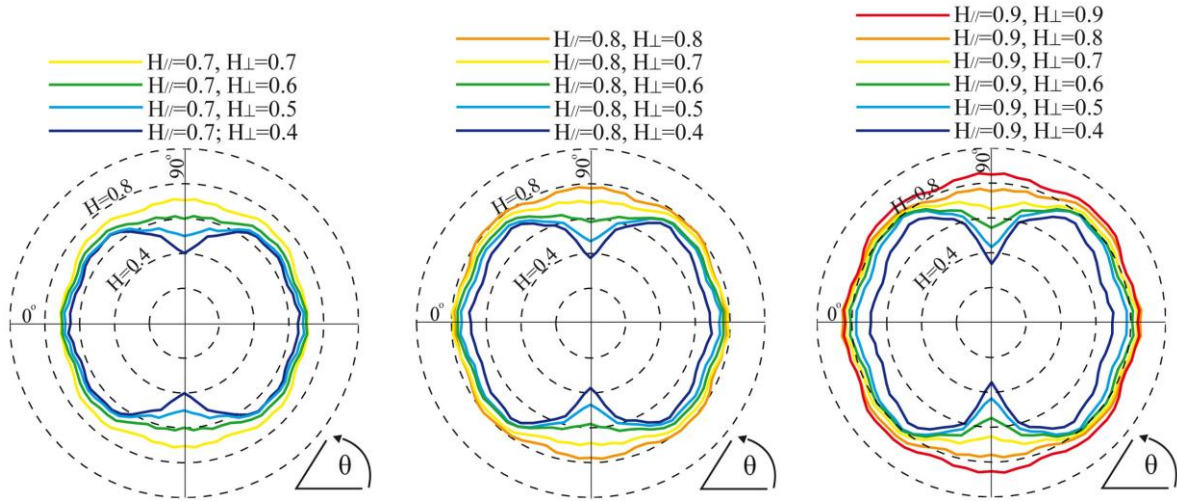 H//=0.7, H⊥=0.7
H//=0.7, H⊥=0.6
H//=0.7, H⊥=0.5
H//=0.7; H⊥=0.4
90°
H=0.8
H=0.4
0°
θ
H//=0.8, H⊥=0.8
H//=0.8, H⊥=0.7
H//=0.8, H⊥=0.6
H//=0.8, H⊥=0.5
H//=0.8, H⊥=0.4
90°
H=0.8
H=0.4
0°
θ
H//=0.9, H⊥=0.9
H//=0.9, H⊥=0.8
H//=0.9, H⊥=0.7
H//=0.9, H⊥=0.6
H//=0.9, H⊥=0.5
H//=0.9, H⊥=0.4
90°
H=0.8
H=0.4
0°
θ